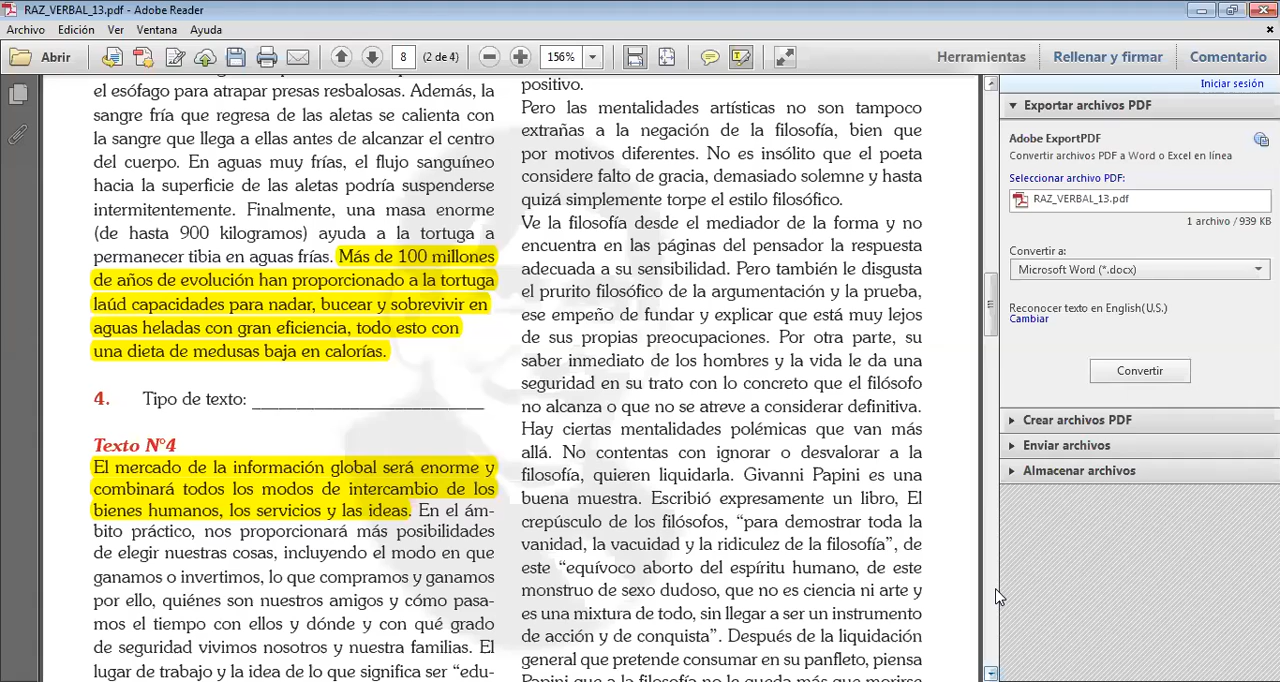 RAZ_VERBAL_13.pdf - Adobe Reader
Archivo Edición Ver Ventana Ayuda
Abrir
8 (2 de 4)
156%
Herramientas Rellenar y firmar Comentario
el esófago para atrapar presas resbalosas. Además, la
sangre fría que regresa de las aletas se calienta con
la sangre que llega a ellas antes de alcanzar el centro
del cuerpo. En aguas muy frías, el flujo sanguíneo
hacia la superficie de las aletas podría suspenderse
intermitentemente. Finalmente, una masa enorme
(de hasta 900 kilogramos) ayuda a la tortuga a
permanecer tibia en aguas frías. Más de 100 millones
de años de evolución han proporcionado a la tortuga
laúd capacidades para nadar, bucear y sobrevivir en
aguas heladas con gran eficiencia, todo esto con
una dieta de medusas baja en calorías.
4. Tipo de texto: ______________________
Texto N°4
El mercado de la información global será enorme y
combinará todos los modos de intercambio de los
bienes humanos, los servicios y las ideas. En el ám-
bito práctico, nos proporcionará más posibilidades
de elegir nuestras cosas, incluyendo el modo en que
ganamos o invertimos, lo que compramos y ganamos
por ello, quiénes son nuestros amigos y cómo pasa-
mos el tiempo con ellos y dónde y con qué grado
de seguridad vivimos nosotros y nuestra familias. El
lugar de trabajo y la idea de lo que significa ser “edu-
positivo.
Pero las mentalidades artísticas no son tampoco
extrañas a la negación de la filosofía, bien que
por motivos diferentes. No es insólito que el poeta
considere falto de gracia, demasiado solemne y hasta
quizá simplemente torpe el estilo filosófico.
Ve la filosofía desde el mediador de la forma y no
encuentra en las páginas del pensador la respuesta
adecuada a su sensibilidad. Pero también le disgusta
el prurito filosófico de la argumentación y la prueba,
ese empeño de fundar y explicar que está muy lejos
de sus propias preocupaciones. Por otra parte, su
saber inmediato de los hombres y la vida le da una
seguridad en su trato con lo concreto que el filósofo
no alcanza o que no se atreve a considerar definitiva.
Hay ciertas mentalidades polémicas que van más
allá. No contentas con ignorar o desvalorar a la
filosofía, quieren liquidarla. Givanni Papini es una
buena muestra. Escribió expresamente un libro, El
crepúsculo de los filósofos, “para demostrar toda la
vanidad, la vacuidad y la ridiculez de la filosofía”, de
este “equívoco aborto del espíritu humano, de este
monstruo de sexo dudoso, que no es ciencia ni arte y
es una mixtura de todo, sin llegar a ser un instrumento
de acción y de conquista”. Después de la liquidación
general que pretende consumar en su panfleto, piensa
Papini que a la filosofía no le queda más que morirse
Iniciar sesión
Exportar archivos PDF
Adobe ExportPDF
Convertir archivos PDF a Word o Excel en línea
Seleccionar archivo PDF:
RAZ_VERBAL_13.pdf
1 archivo / 939 KB
Convertir a:
Microsoft Word (*.docx)
Reconocer texto en English(U.S.)
Cambiar
Convertir
Crear archivos PDF
Enviar archivos
Almacenar archivos